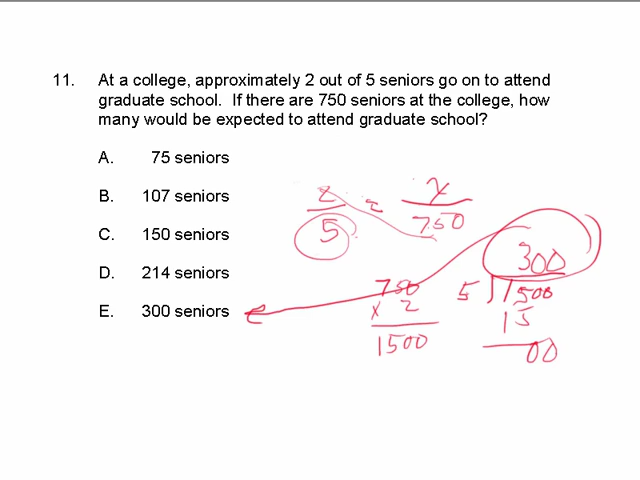 11. At a college, approximately 2 out of 5 seniors go on to attend
graduate school. If there are 750 seniors at the college, how
many would be expected to attend graduate school?
A. 75 seniors
B. 107 seniors
C. 150 seniors
D. 214 seniors
E. 300 seniors
2 = x
5 750
300
750 5 1500
x 2 15
1500 00